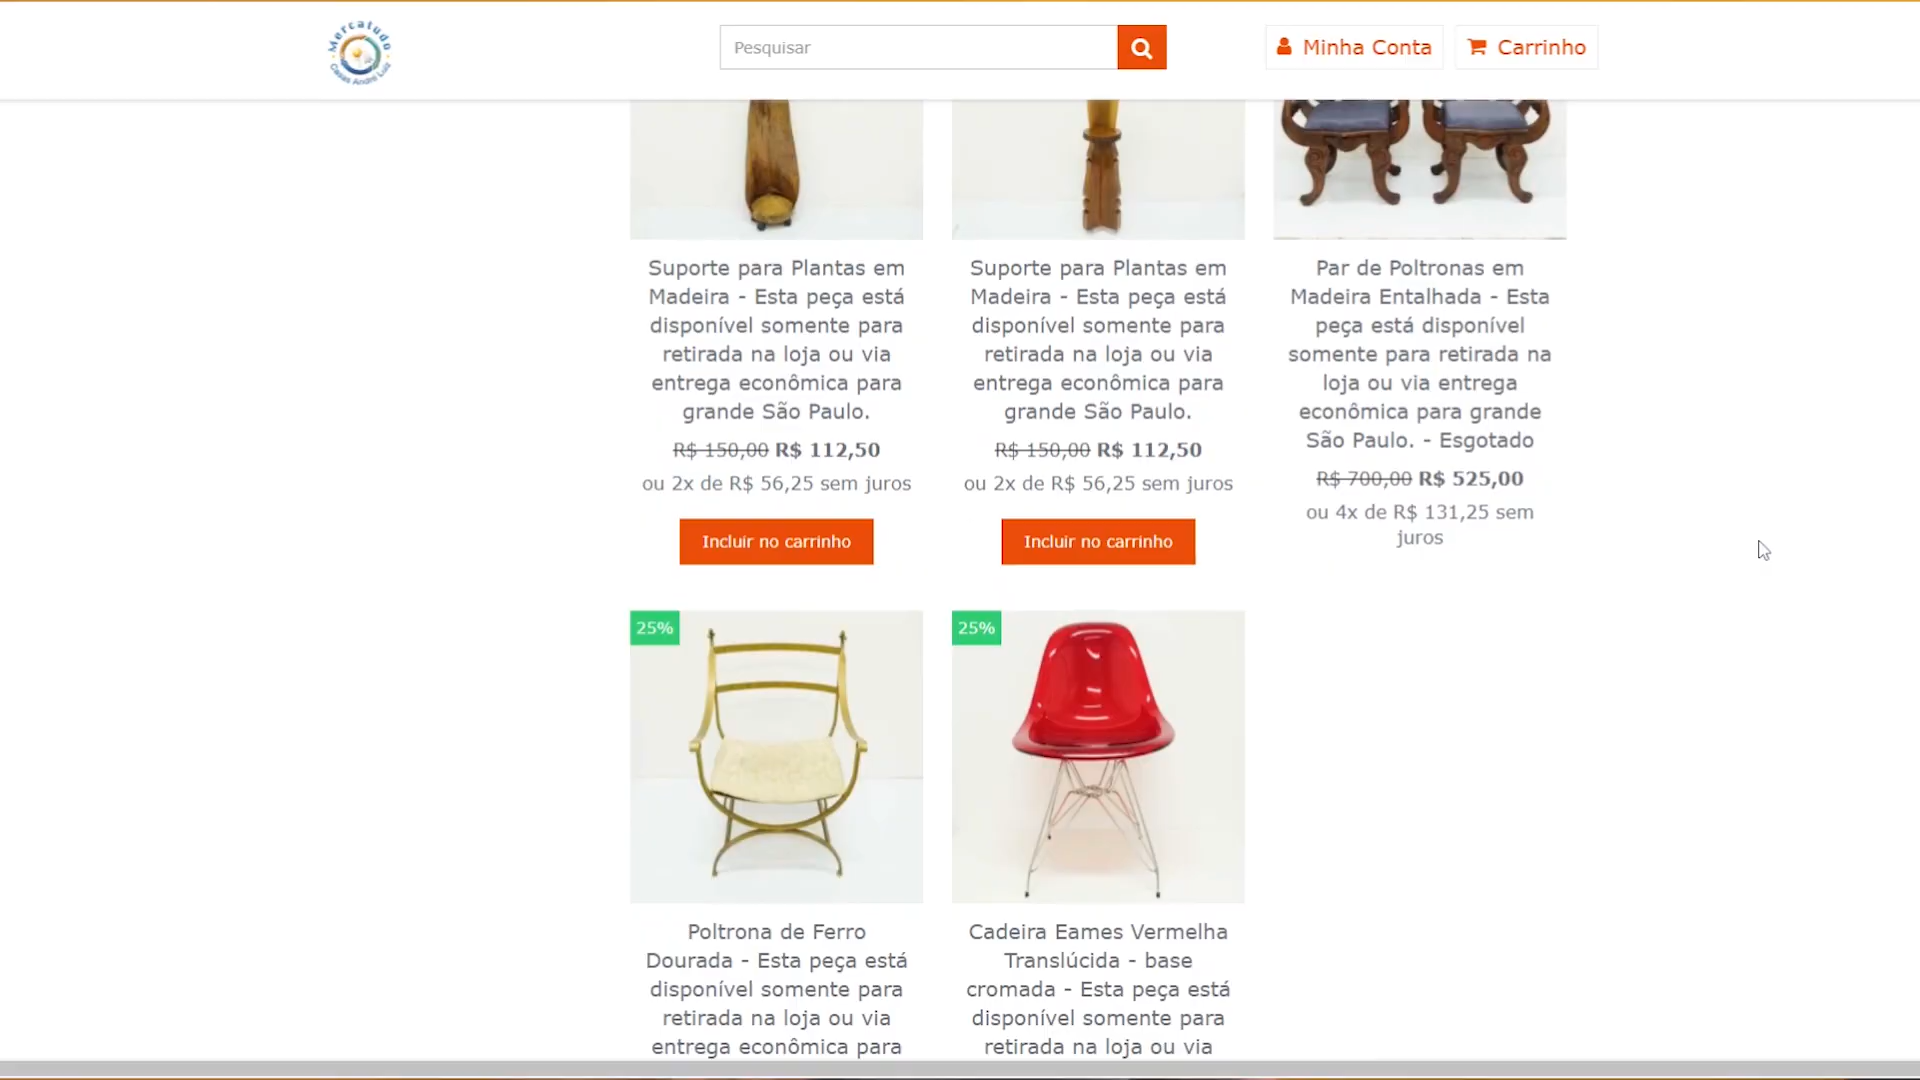 Mercatudo
Casas André Luiz
Pesquisar
Minha Conta
Carrinho
Suporte para Plantas em
Madeira - Esta peça está
disponível somente para
retirada na loja ou via
entrega econômica para
grande São Paulo.
R$ 150,00 R$ 112,50
ou 2x de R$ 56,25 sem juros
Incluir no carrinho
Suporte para Plantas em
Madeira - Esta peça está
disponível somente para
retirada na loja ou via
entrega econômica para
grande São Paulo.
R$ 150,00 R$ 112,50
ou 2x de R$ 56,25 sem juros
Incluir no carrinho
Par de Poltronas em
Madeira Entalhada - Esta
peça está disponível
somente para retirada na
loja ou via entrega
econômica para grande
São Paulo. - Esgotado
R$ 700,00 R$ 525,00
ou 4x de R$ 131,25 sem
juros
25%
Poltrona de Ferro
Dourada - Esta peça está
disponível somente para
retirada na loja ou via
entrega econômica para
25%
Cadeira Eames Vermelha
Translúcida - base
cromada - Esta peça está
disponível somente para
retirada na loja ou via